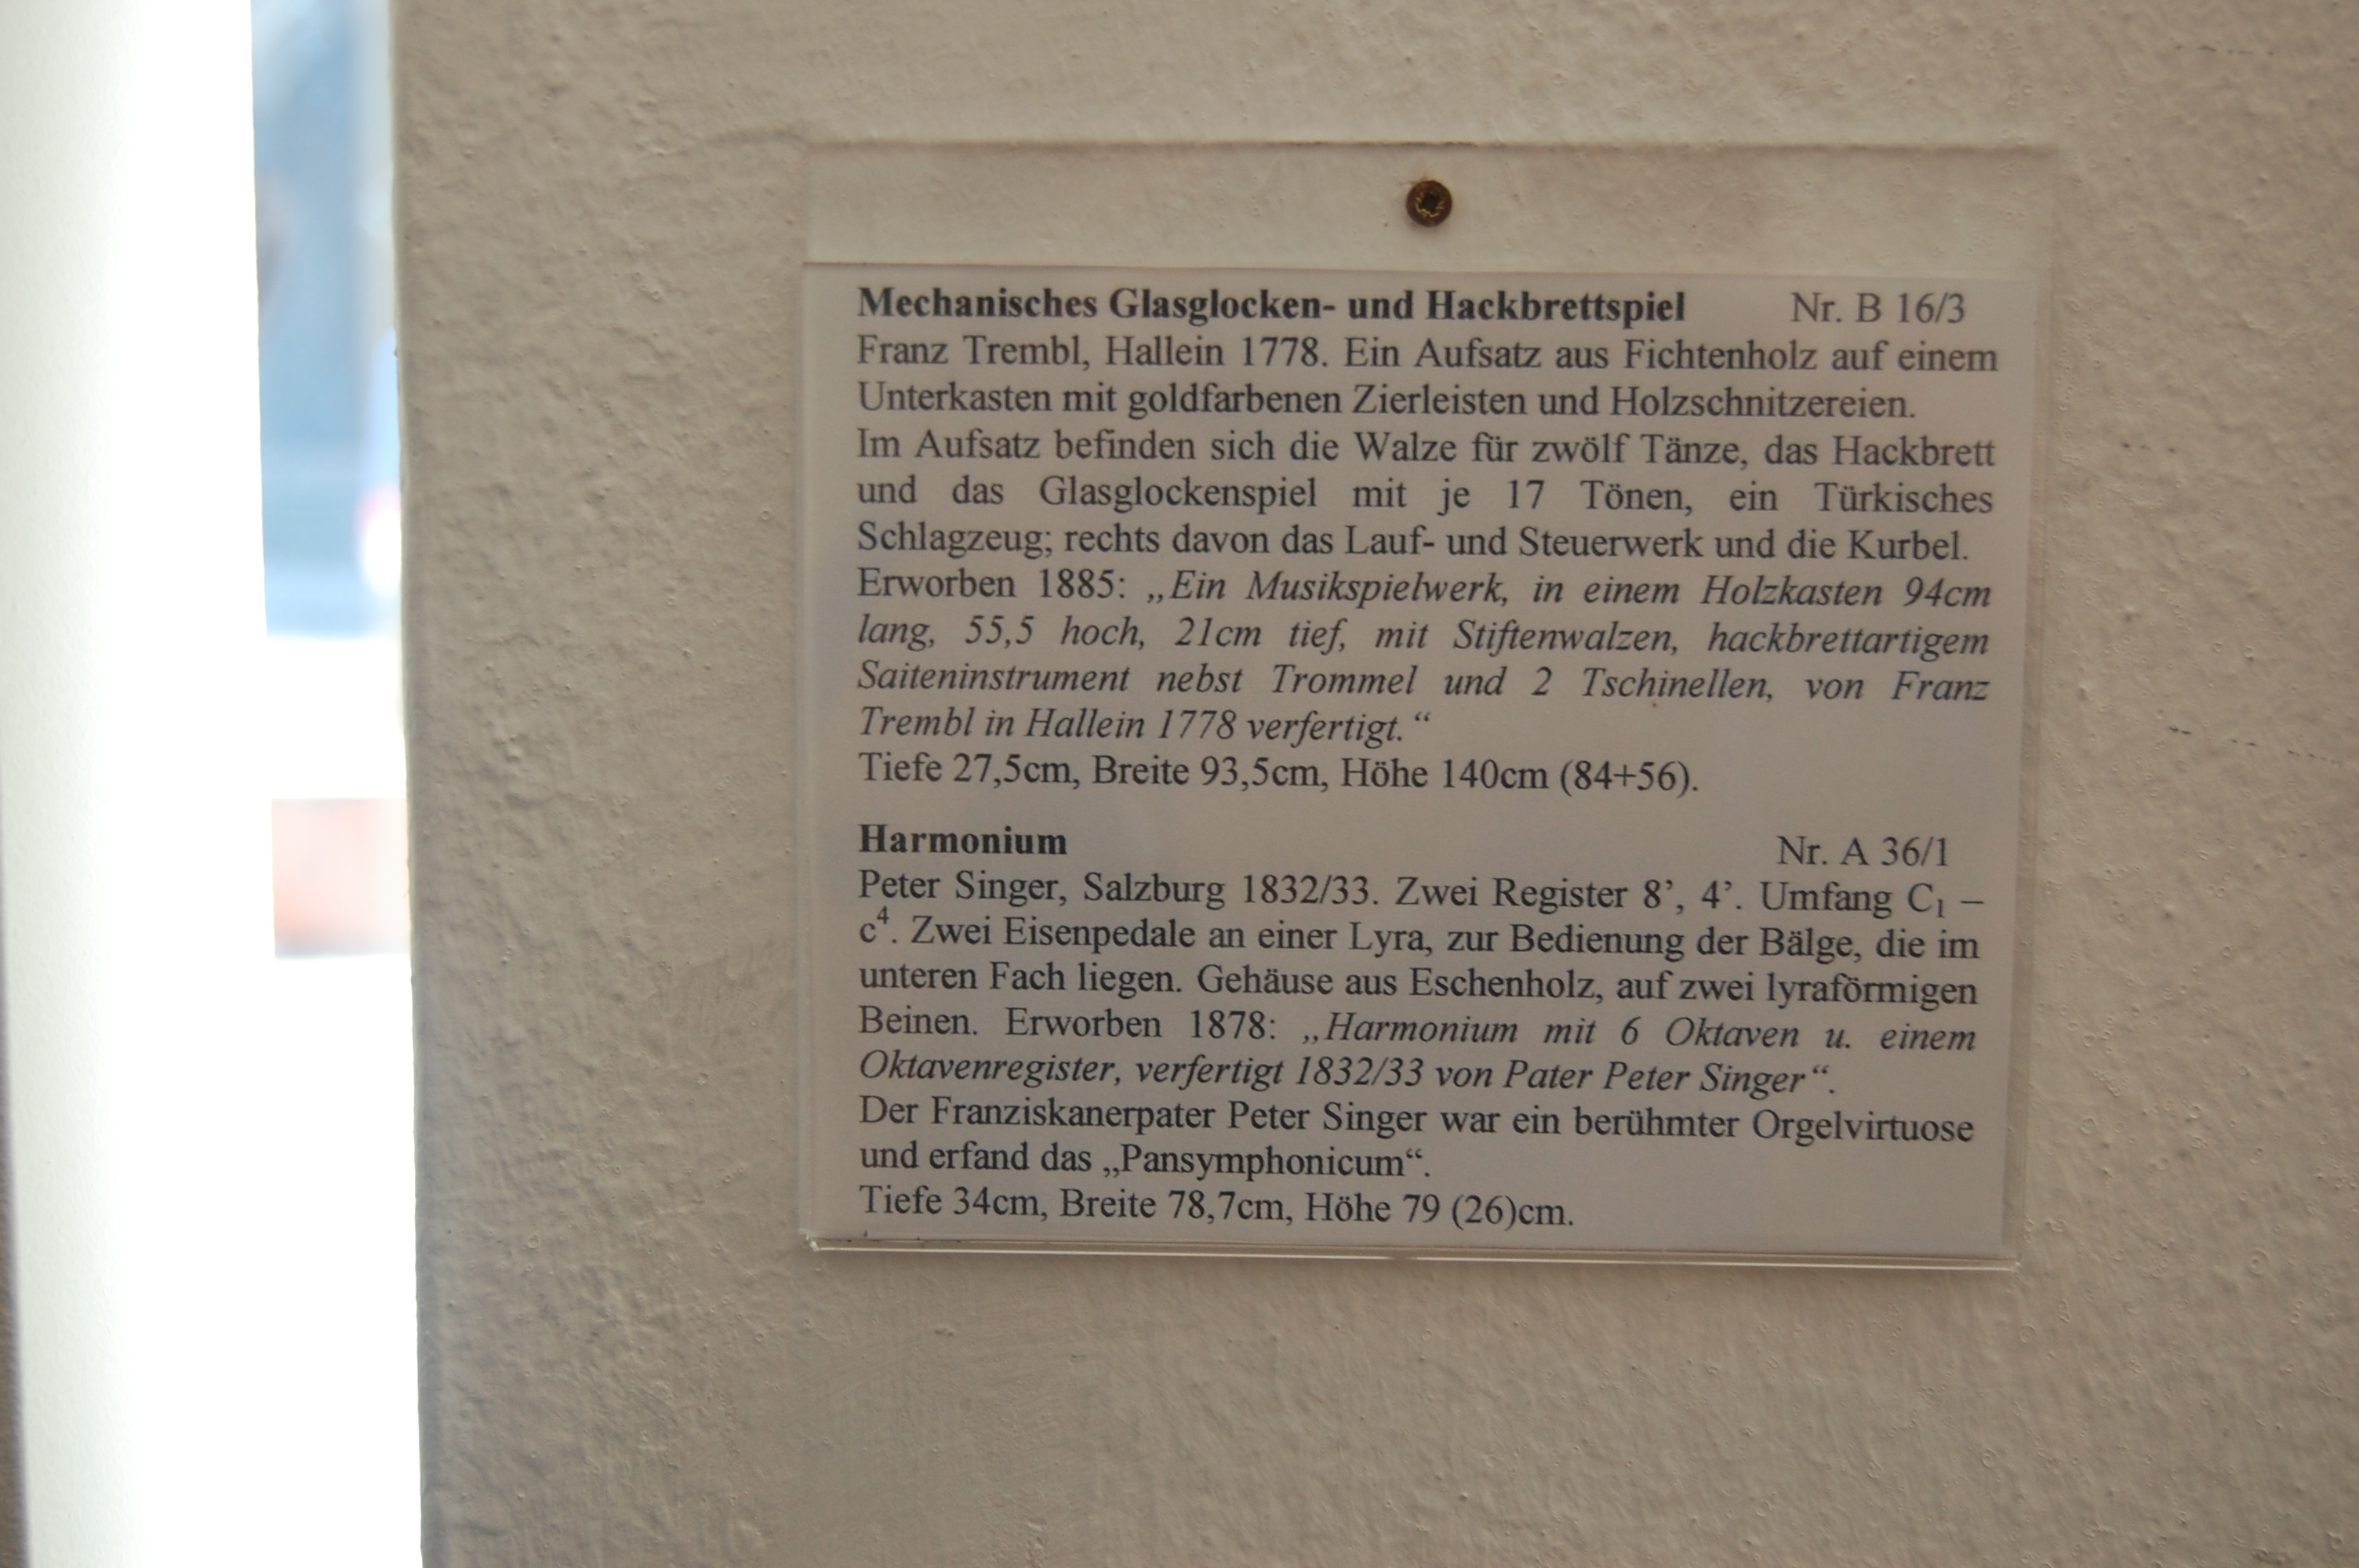 Mechanisches Glasglocken- und Hackbrettspiel Nr. B 16/3
Franz Trembl, Hallein 1778. Ein Aufsatz aus Fichtenholz auf einem
Unterkasten mit goldfarbenen Zierleisten und Holzschnitzereien.
Im Aufsatz befinden sich die Walze für zwölf Tänze, das Hackbrett
und das Glasglockenspiel mit je 17 Tönen, ein Türkisches
Schlagzeug; rechts davon das Lauf- und Steuerwerk und die Kurbel.
Erworben 1885: „Ein Musikspielwerk, in einem Holzkasten 94cm
lang, 55,5 hoch, 21cm tief, mit Stiftenwalzen, hackbrettartigem
Saiteninstrument nebst Trommel und 2 Tschinellen, von Franz
Trembl in Hallein 1778 verfertigt.“
Tiefe 27,5cm, Breite 93,5cm, Höhe 140cm (84+56).
Harmonium Nr. A 36/1
Peter Singer, Salzburg 1832/33. Zwei Register 8’, 4’. Umfang C₁ –
c⁴. Zwei Eisenpedale an einer Lyra, zur Bedienung der Bälge, die im
unteren Fach liegen. Gehäuse aus Eschenholz, auf zwei lyraförmigen
Beinen. Erworben 1878: „Harmonium mit 6 Oktaven u. einem
Oktavenregister, verfertigt 1832/33 von Pater Peter Singer“.
Der Franziskanerpater Peter Singer war ein berühmter Orgelvirtuose
und erfand das „Pansymphonicum“.
Tiefe 34cm, Breite 78,7cm, Höhe 79 (26)cm.